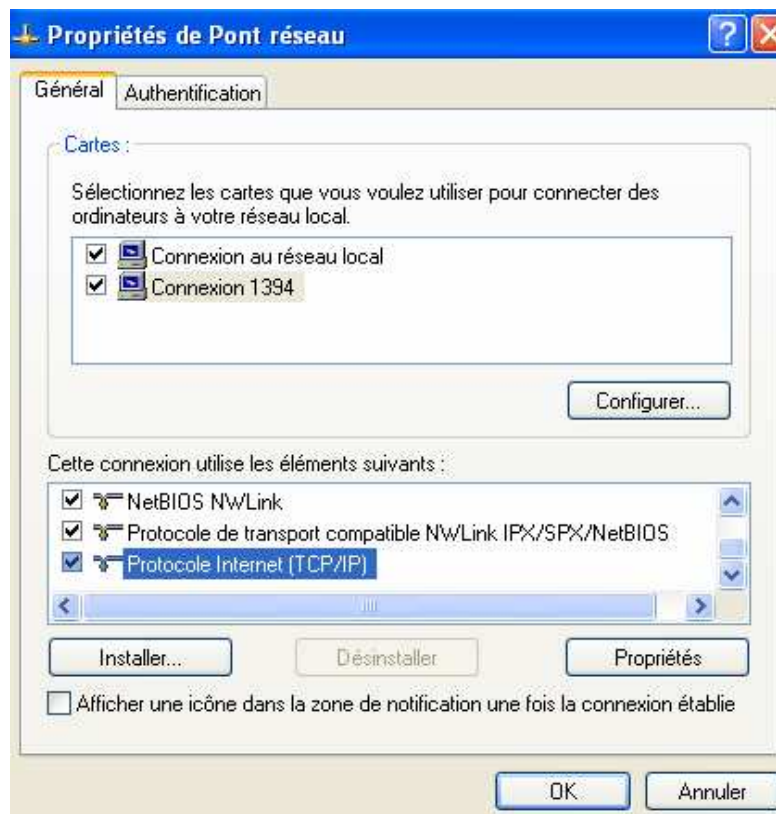 Propriétés de Pont réseau
Général
Authentification
Cartes :
Sélectionnez les cartes que vous voulez utiliser pour connecter des
ordinateurs à votre réseau local.
Connexion au réseau local
Connexion 1394
Configurer...
Cette connexion utilise les éléments suivants :
NetBIOS NWLink
Protocole de transport compatible NWLink IPX/SPX/NetBIOS
Protocole Internet (TCP/IP)
Installer...
Désinstaller
Propriétés
Afficher une icône dans la zone de notification une fois la connexion établie
OK
Annuler